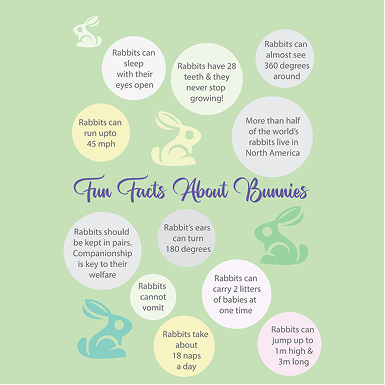 Rabbits can
sleep
with their
eyes open
Rabbits have 28
teeth & they
never stop
growing!
Rabbits can
almost see
360 degrees
around
Rabbits can
run upto
45 mph
More than half
of the world's
rabbits live in
North America
Fun Facts About Bunnies
Rabbits should
be kept in pairs.
Companionship
is key to their
welfare
Rabbit's ears
can turn
180 degrees
Rabbits
cannot
vomit
Rabbits can
carry 2 litters
of babies at
one time
Rabbits take
about
18 naps
a day
Rabbits can
jump up to
1m high &
3m long